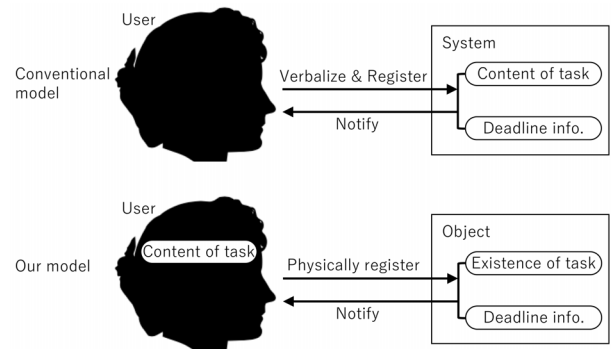 User
System
Conventional
model
Verbalize & Register
Content of task
Notify
Deadline info.
User
Object
Our model
Content of task
Physically register
Existence of task
Notify
Deadline info.